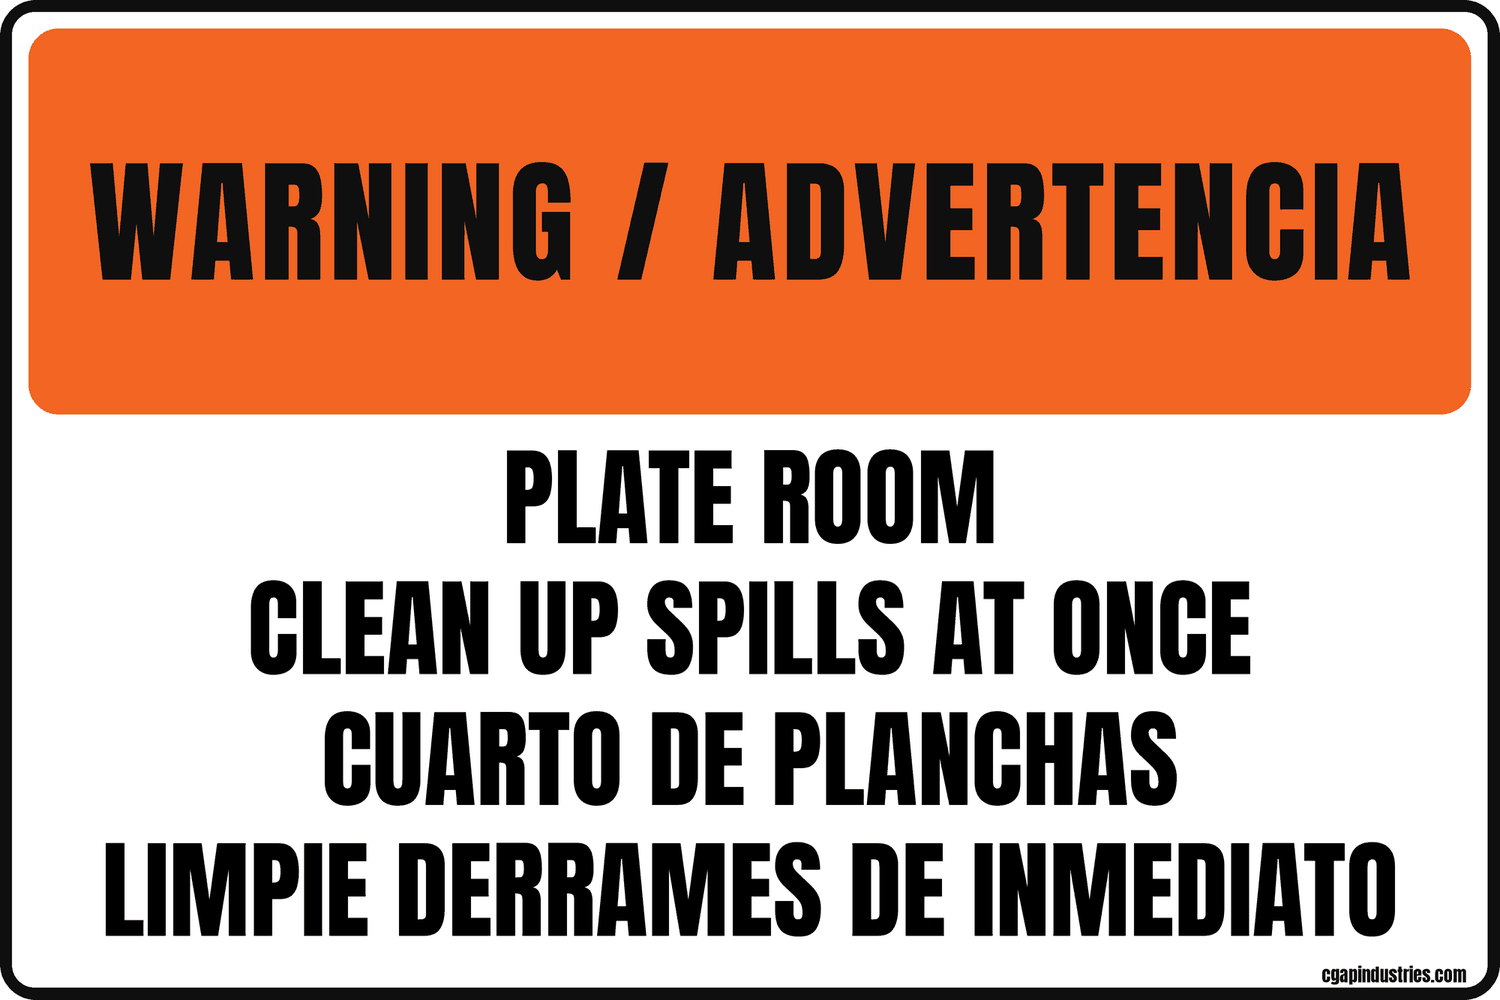 WARNING / ADVERTENCIA
PLATE ROOM
CLEAN UP SPILLS AT ONCE
CUARTO DE PLANCHAS
LIMPIE DERRAMES DE INMEDIATO
cgapindustries.com